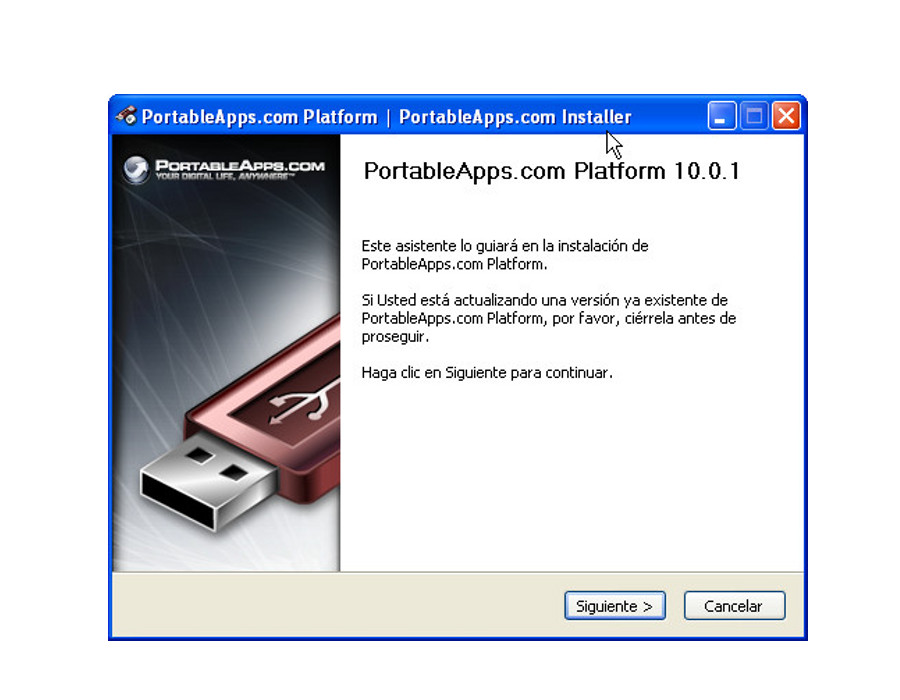 PortableApps.com Platform | PortableApps.com Installer
PORTABLEAPPS.COM
YOUR DIGITAL LIFE, ANYWHERE™
PortableApps.com Platform 10.0.1
Este asistente lo guiará en la instalación de
PortableApps.com Platform.
Si Usted está actualizando una versión ya existente de
PortableApps.com Platform, por favor, ciérrela antes de
proseguir.
Haga clic en Siguiente para continuar.
Siguiente >
Cancelar